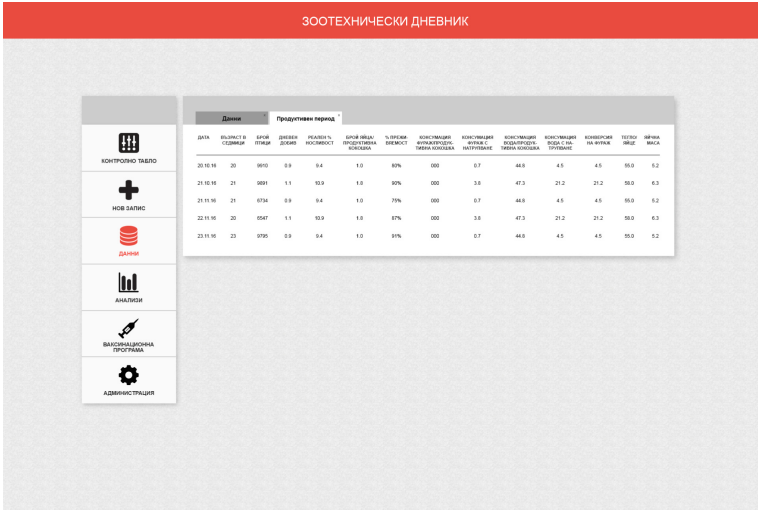 ЗООТЕХНИЧЕСКИ ДНЕВНИК
Данни
Продуктивен период
КОНТРОЛНО ТАБЛО
НОВ ЗАПИС
ДАННИ
АНАЛИЗИ
ВАКСИНАЦИОННА
ПРОГРАМА
АДМИНИСТРАЦИЯ
ДАТА ВЪЗРАСТ В СЕДМИЦИ БРОЙ ПТИЦИ ДНЕВЕН ДОБИВ РЕАЛЕН % НОСЛИВОСТ БРОЙ ЯЙЦА/ ПРОДУКТИВНА КОКОШКА % ПРЕЖИ- ВЯЕМОСТ КОНСУМАЦИЯ ФУРАЖ/ПРОДУК- ТИВНА КОКОШКА КОНСУМАЦИЯ ФУРАЖ С НАТРУПВАНЕ КОНСУМАЦИЯ ВОДА/ПРОДУК- ТИВНА КОКОШКА КОНСУМАЦИЯ ВОДА С НА- ТРУПВАНЕ КОНВЕРСИЯ НА ФУРАЖ ТЕГЛО/ ЯЙЦЕ ЯЙЧНА МАСА
20.10.16 20 9910 0.9 9.4 1.0 80% 000 0.7 44.8 4.5 4.5 55.0 5.2
21.10.16 21 9891 1.1 10.9 1.8 90% 000 3.8 47.3 21.2 21.2 58.0 6.3
21.11.16 21 6734 0.9 9.4 1.0 75% 000 0.7 44.8 4.5 4.5 55.0 5.2
22.11.16 20 6547 1.1 10.9 1.8 87% 000 3.8 47.3 21.2 21.2 58.0 6.3
23.11.16 23 9795 0.9 9.4 1.0 91% 000 0.7 44.8 4.5 4.5 55.0 5.2